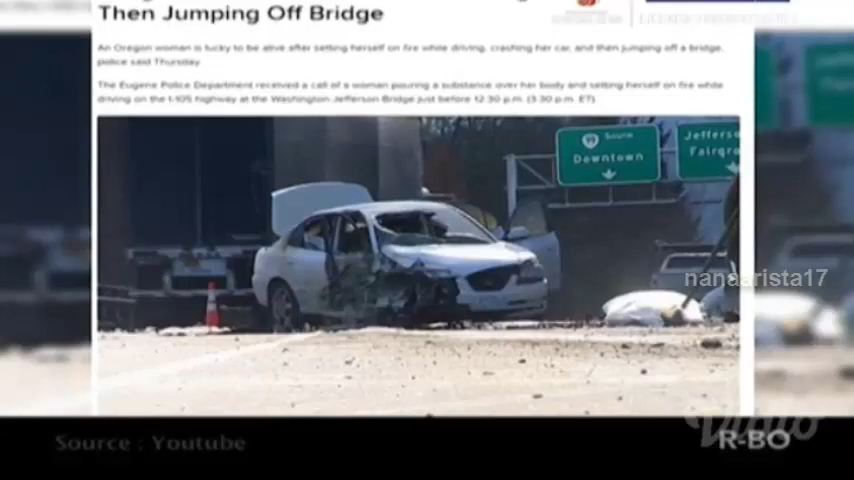 Then Jumping Off Bridge
An Oregon woman is lucky to be alive after setting herself on fire while driving, crashing her car, and then jumping off a bridge,
police said Thursday.
The Eugene Police Department received a call of a woman pouring a substance over her body and setting herself on fire while
driving on the I-105 highway at the Washington-Jefferson Bridge just before 12:30 p.m. (3:30 p.m. ET).
99 South
Downtown
Jefferso
Fairgro
nanaarista17
Source : Youtube
Vidio
R-BO